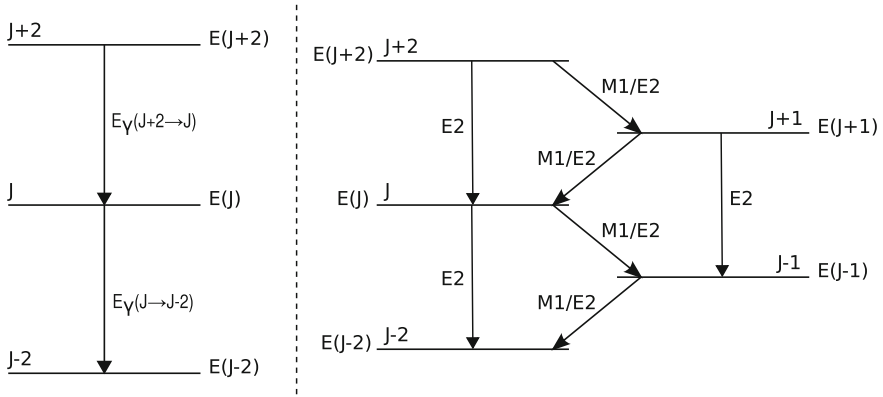 J+2 E(J+2)
Eγ(J+2→J)
J E(J)
Eγ(J→J-2)
J-2 E(J-2)
E(J+2) J+2
M1/E2
J+1 E(J+1)
E2
M1/E2
E(J) J
E2
M1/E2
J-1 E(J-1)
E2
M1/E2
E(J-2) J-2